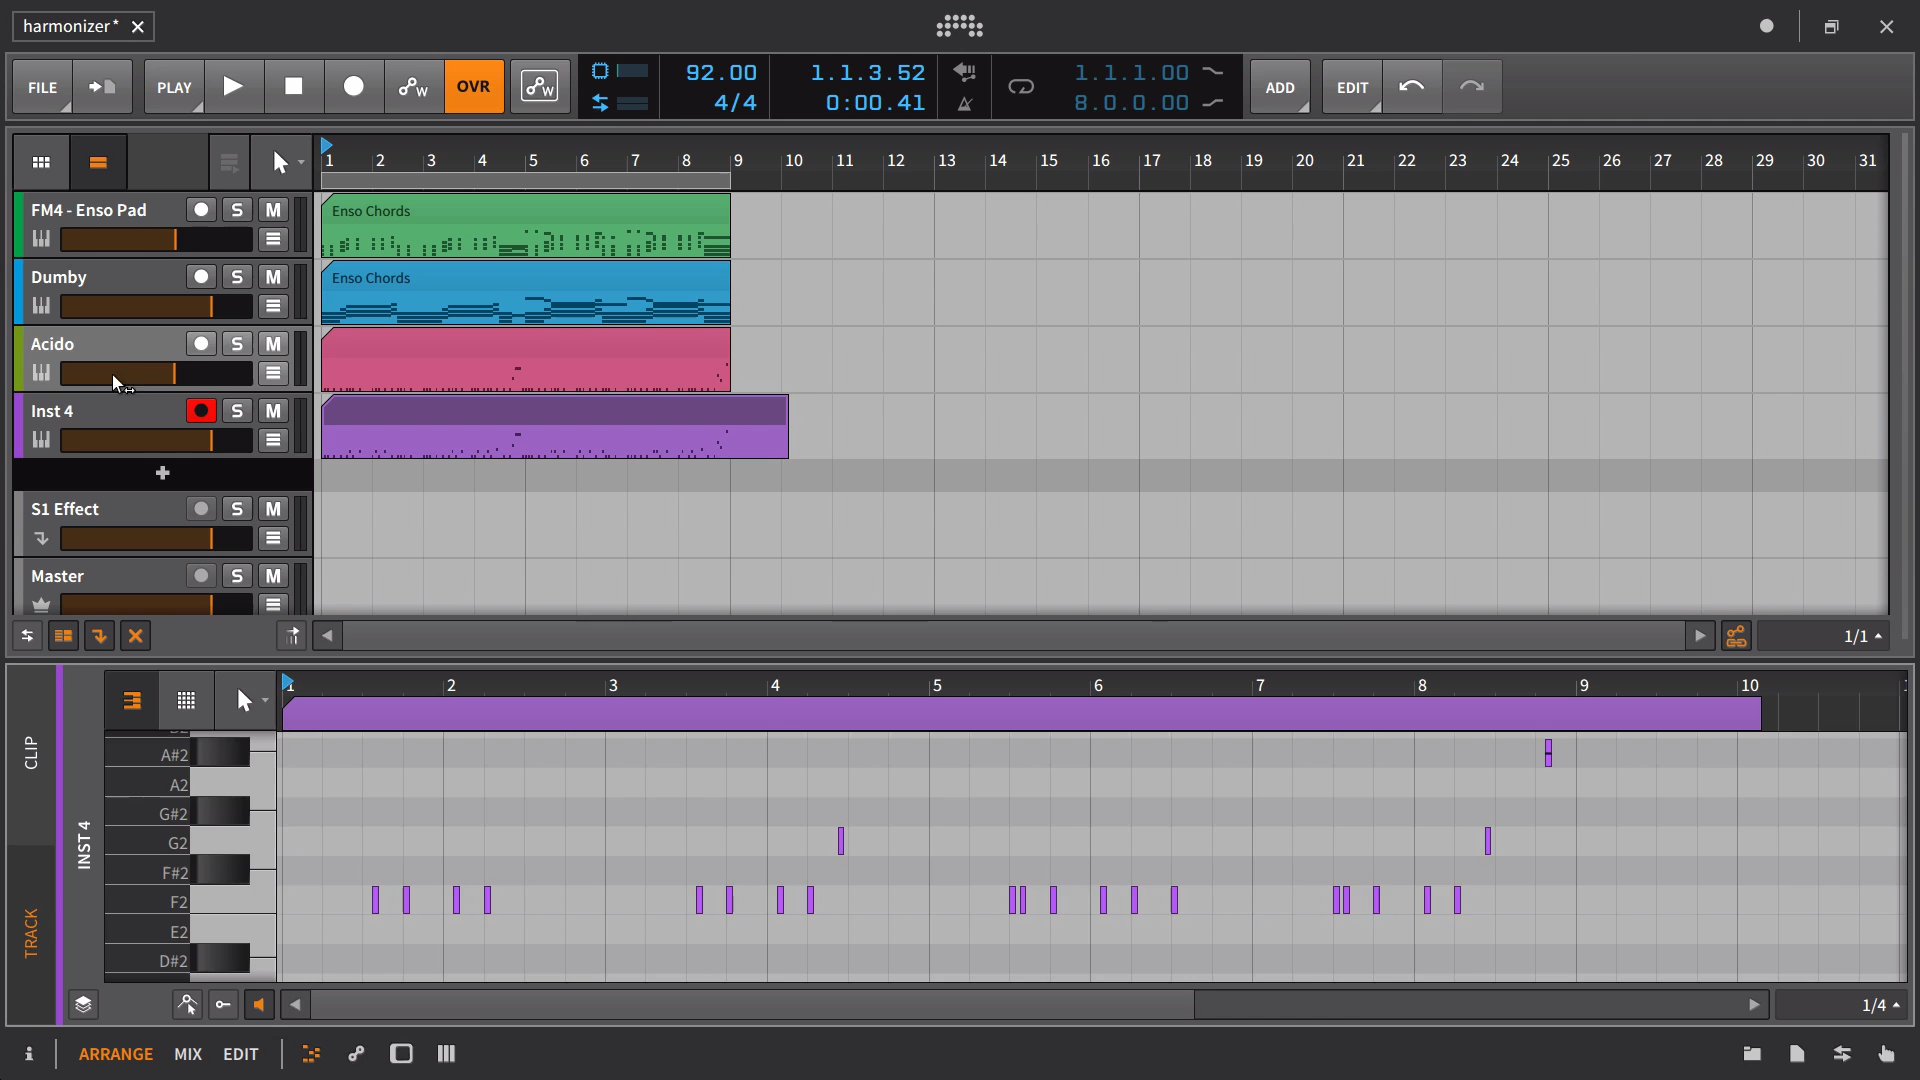 harmonizer*
FILE
PLAY
OVR
92.00
4/4
1.1.3.52
0:00.41
1.1.1.00
8.0.0.00
ADD
EDIT
1 2 3 4 5 6 7 8 9 10 11 12 13 14 15 16 17 18 19 20 21 22 23 24 25 26 27 28 29 30 31
FM4 - Enso Pad S M
Enso Chords
Dumby S M
Enso Chords
Acido S M
Inst 4 S M
S1 Effect S M
Master S M
1/1
CLIP
TRACK
INST 4
1 2 3 4 5 6 7 8 9 10
A#2
A2
G#2
G2
F#2
F2
E2
D#2
1/4
ARRANGE MIX EDIT